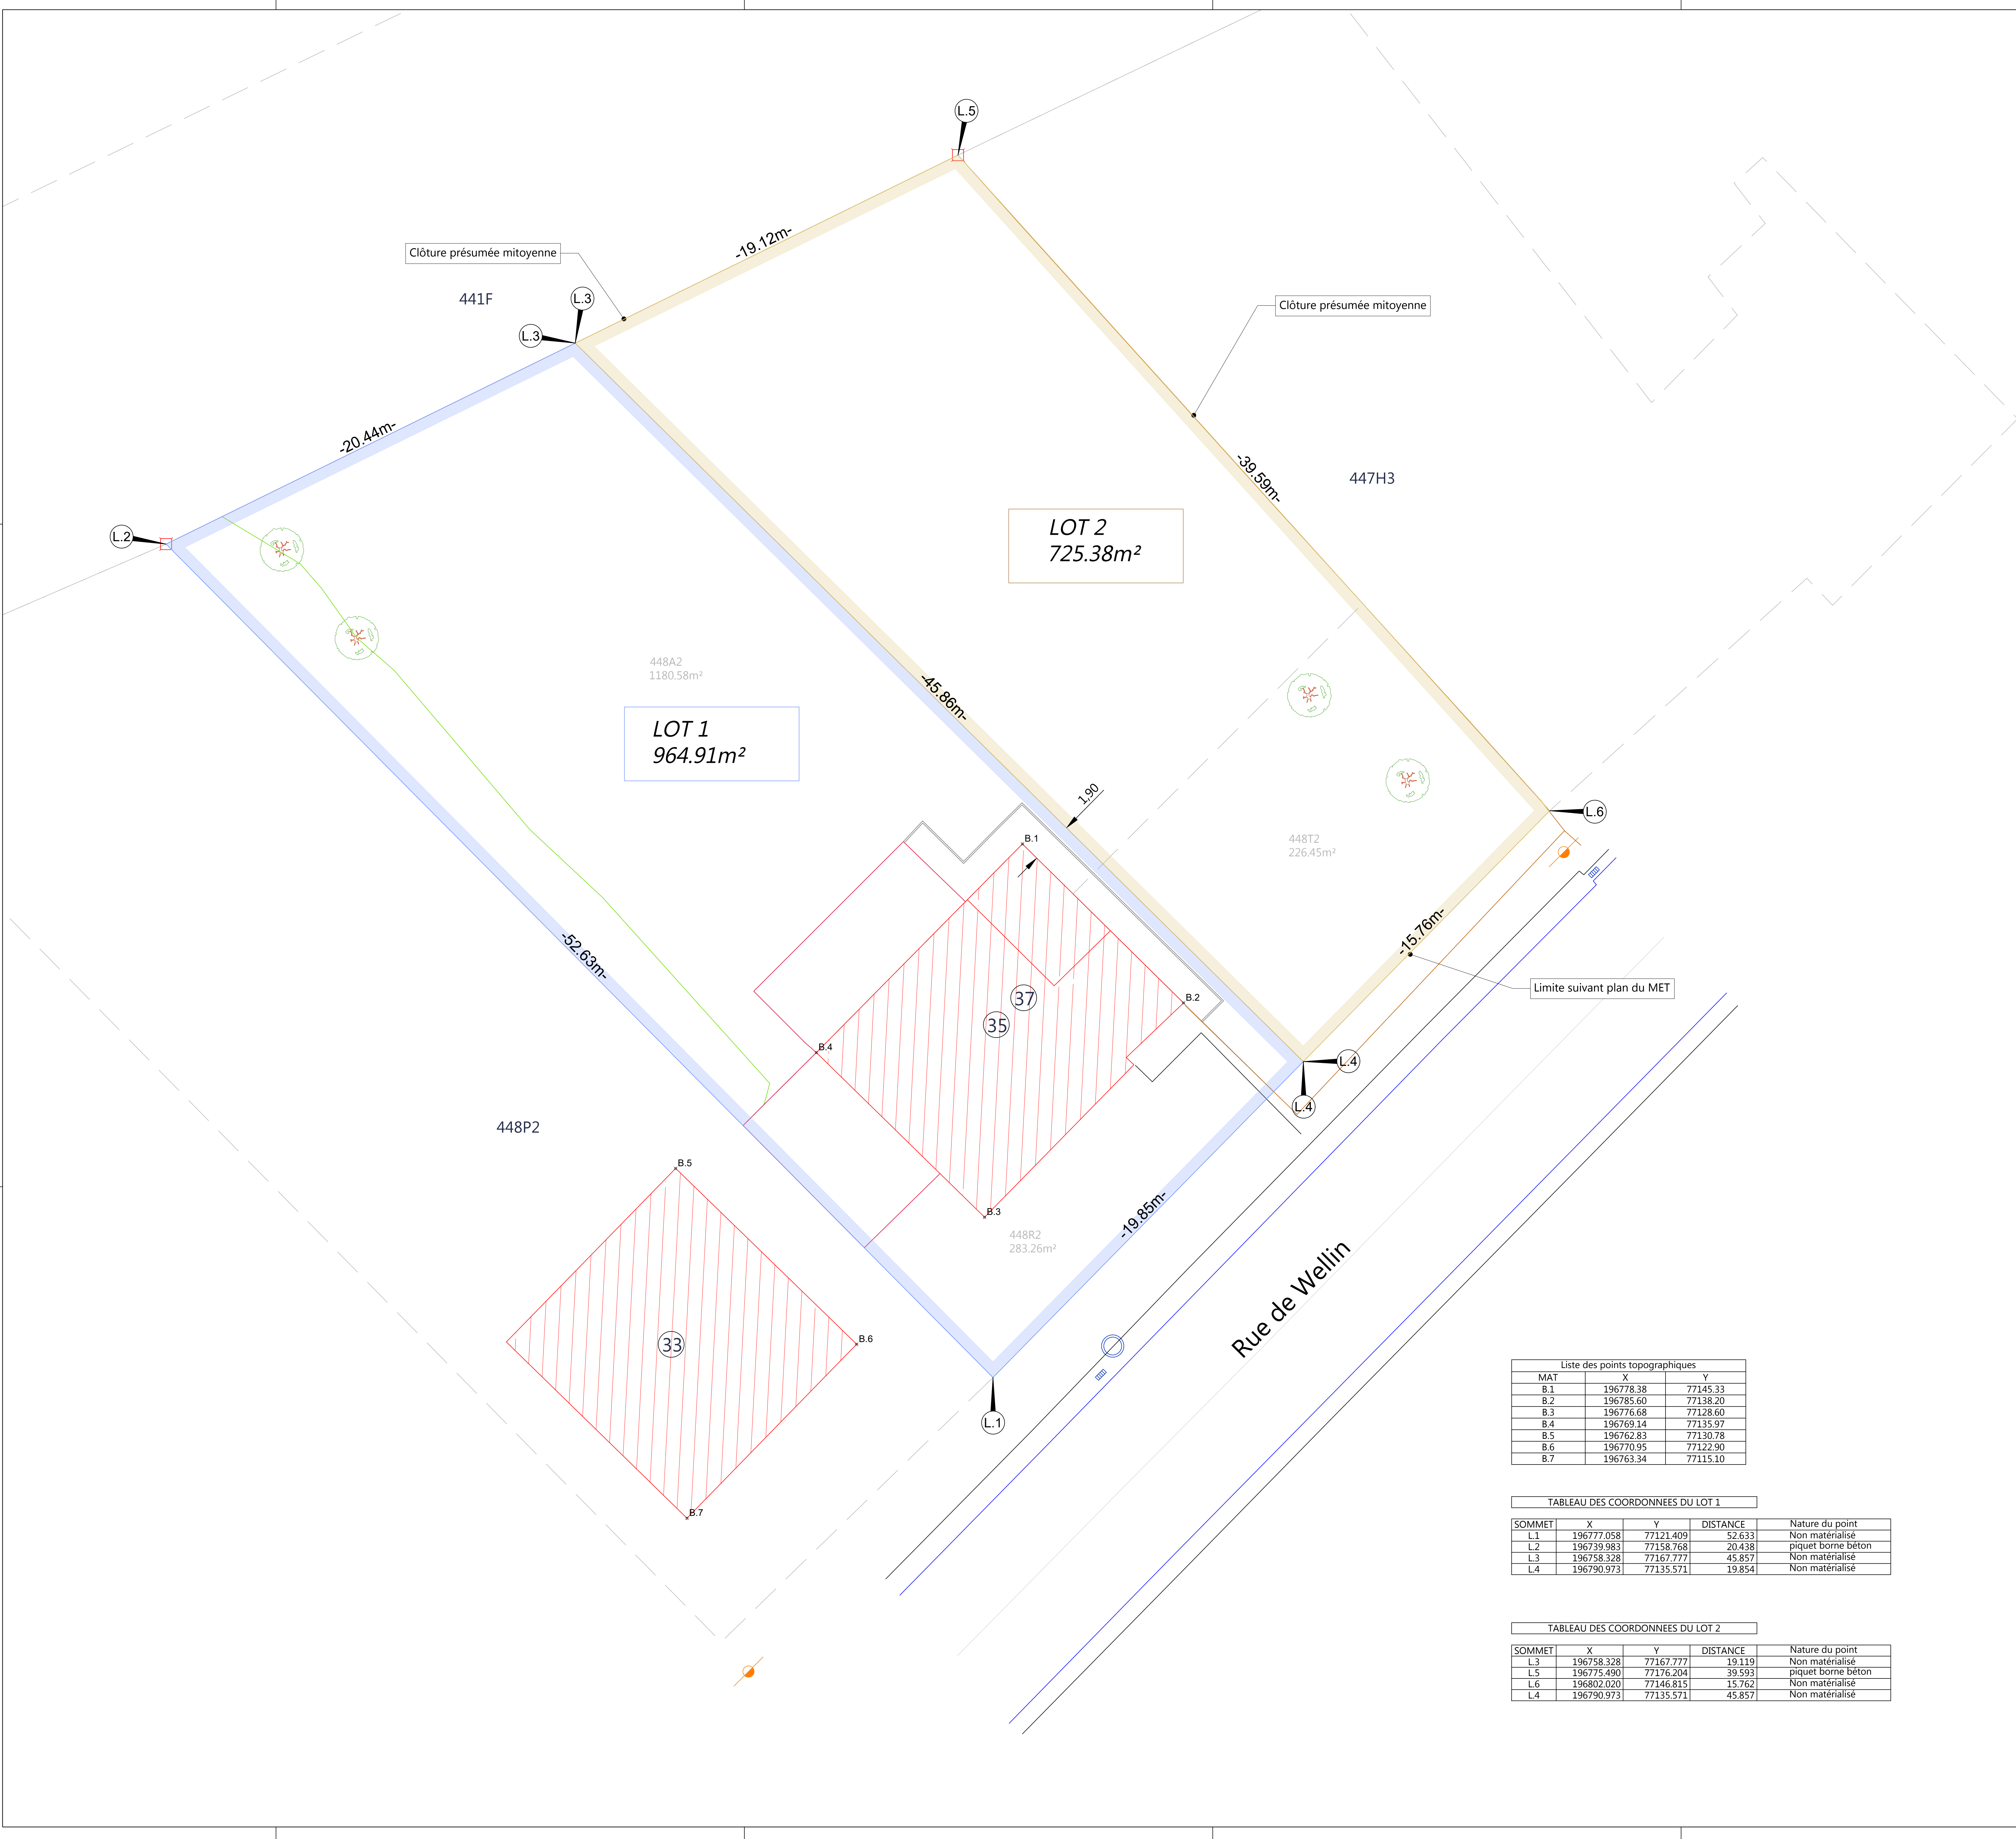 L.5
-19.12m-
Clôture présumée mitoyenne
441F
L.3
L.3
Clôture présumée mitoyenne
-20.44m-
-39.59m-
447H3
L.2
LOT 2
725.38m²
448A2
1180.58m²
-45.86m-
LOT 1
964.91m²
1,90
L.6
B.1
448T2
226.45m²
-52.63m-
-15.76m-
Limite suivant plan du MET
37
B.2
35
B.4
L.4
L.4
448P2
B.5
B.3
-19.85m-
448R2
283.26m²
Rue de Wellin
33
B.6
L.1
B.7
Liste des points topographiques
MAT X Y
B.1 196778.38 77145.33
B.2 196785.60 77138.20
B.3 196776.68 77128.60
B.4 196769.14 77135.97
B.5 196762.83 77130.78
B.6 196770.95 77122.90
B.7 196763.34 77115.10
TABLEAU DES COORDONNEES DU LOT 1
SOMMET X Y DISTANCE Nature du point
L.1 196777.058 77121.409 52.633 Non matérialisé
L.2 196739.983 77158.768 20.438 piquet borne béton
L.3 196758.328 77167.777 45.857 Non matérialisé
L.4 196790.973 77135.571 19.854 Non matérialisé
TABLEAU DES COORDONNEES DU LOT 2
SOMMET X Y DISTANCE Nature du point
L.3 196758.328 77167.777 19.119 Non matérialisé
L.5 196775.490 77176.204 39.593 piquet borne béton
L.6 196802.020 77146.815 15.762 Non matérialisé
L.4 196790.973 77135.571 45.857 Non matérialisé